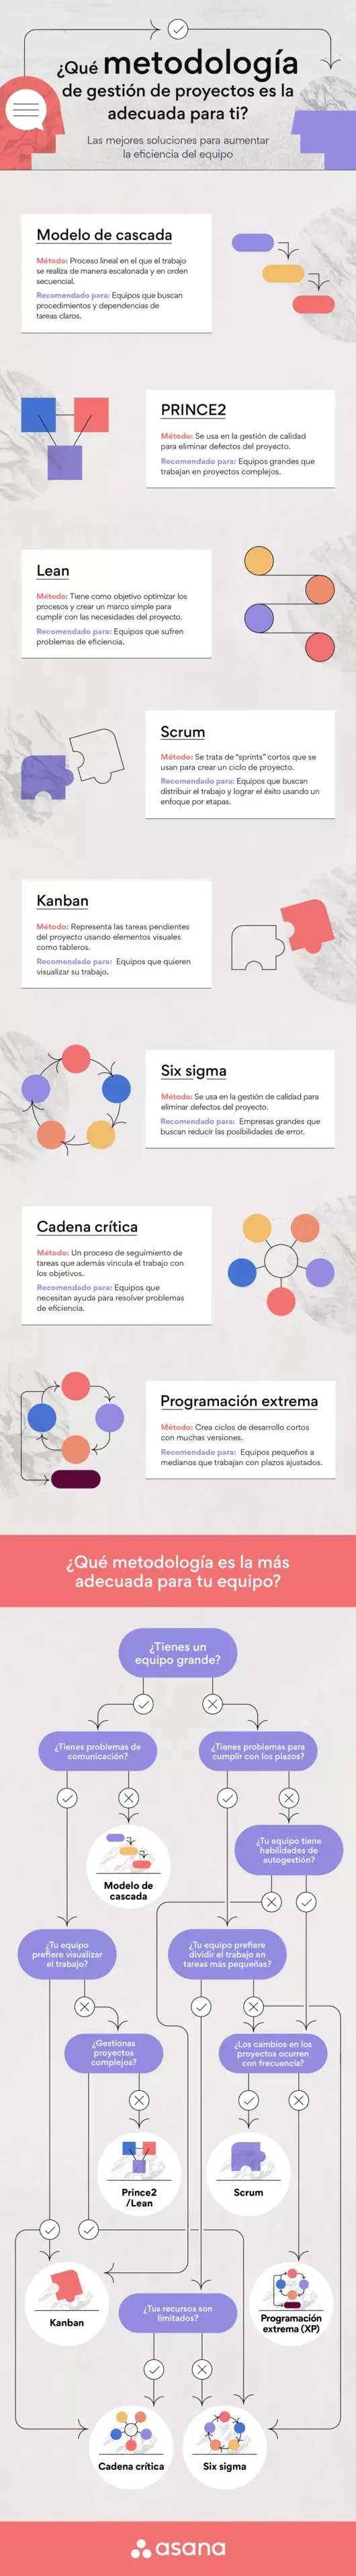 ¿Qué metodología
de gestión de proyectos es la
adecuada para ti?
Las mejores soluciones para aumentar
la eficiencia del equipo
Modelo de cascada
Método: Proceso lineal en el que el trabajo
se realiza de manera escalonada y en orden
secuencial.
Recomendado para: Equipos que buscan
procedimientos y dependencias de
tareas claros.
PRINCE2
Método: Se usa en la gestión de calidad
para eliminar defectos del proyecto.
Recomendado para: Equipos grandes que
trabajan en proyectos complejos.
Lean
Método: Tiene como objetivo optimizar los
procesos y crear un marco simple para
cumplir con las necesidades del proyecto.
Recomendado para: Equipos que sufren
problemas de eficiencia.
Scrum
Método: Se trata de “sprints” cortos que se
usan para crear un ciclo de proyecto.
Recomendado para: Equipos que buscan
distribuir el trabajo y lograr el éxito usando un
enfoque por etapas.
Kanban
Método: Representa las tareas pendientes
del proyecto usando elementos visuales
como tableros.
Recomendado para: Equipos que quieren
visualizar su trabajo.
Six sigma
Método: Se usa en la gestión de calidad para
eliminar defectos del proyecto.
Recomendado para: Empresas grandes que
buscan reducir las posibilidades de error.
Cadena crítica
Método: Un proceso de seguimiento de
tareas que además vincula el trabajo con
los objetivos.
Recomendado para: Equipos que
necesitan ayuda para resolver problemas
de eficiencia.
Programación extrema
Método: Crea ciclos de desarrollo cortos
con muchas versiones.
Recomendado para: Equipos pequeños a
medianos que trabajan con plazos ajustados.
¿Qué metodología es la más
adecuada para tu equipo?
¿Tienes un
equipo grande?
¿Tienes problemas de
comunicación?
¿Tienes problemas para
cumplir con los plazos?
¿Tu equipo tiene
habilidades de
autogestión?
Modelo de
cascada
¿Tu equipo
prefiere visualizar
el trabajo?
¿Tu equipo prefiere
dividir el trabajo en
tareas más pequeñas?
¿Gestionas
proyectos
complejos?
¿Los cambios en los
proyectos ocurren
con frecuencia?
Prince2
/Lean
Scrum
Kanban
¿Tus recursos son
limitados?
Programación
extrema (XP)
Cadena crítica
Six sigma
asana